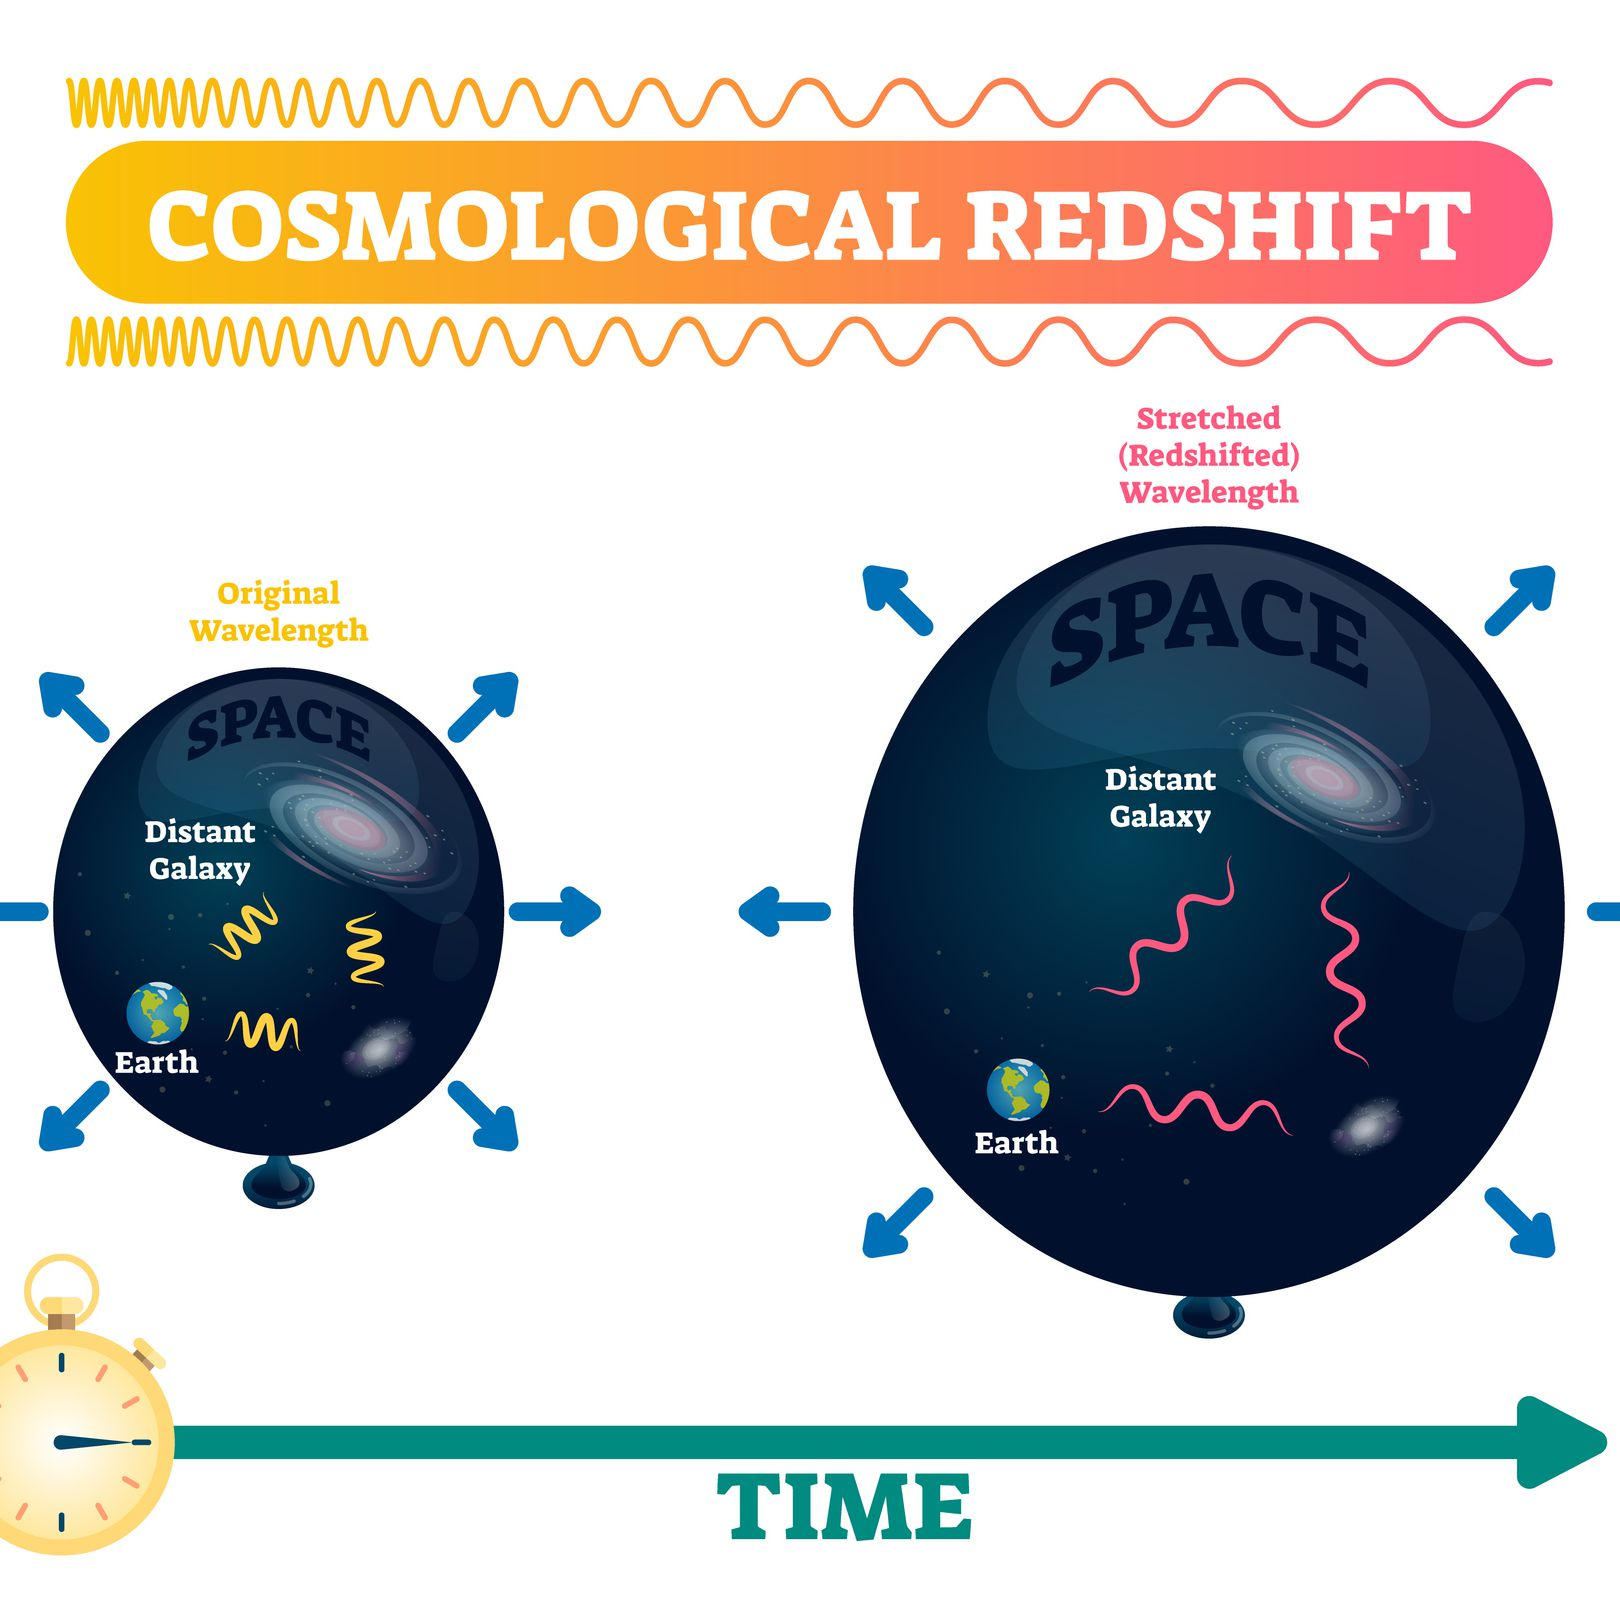 COSMOLOGICAL REDSHIFT
Original
Wavelength
SPACE
Distant
Galaxy
Earth
Stretched
(Redshifted)
Wavelength
SPACE
Distant
Galaxy
Earth
TIME